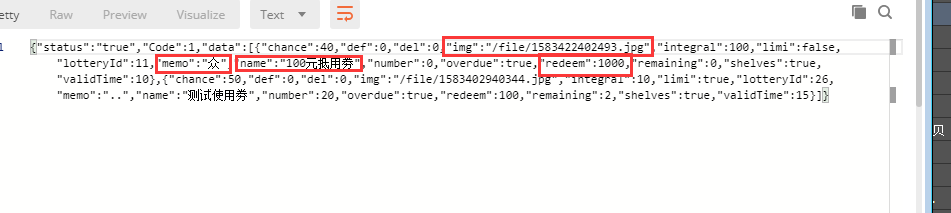 etty Raw Preview Visualize Text
1 {"status":"true","Code":1,"data":[{"chance":40,"def":0,"del":0,"img":"/file/1583422402493.jpg","integral":100,"limi":false,
"lotteryId":11,"memo":"众","name":"100元抵用券","number":0,"overdue":true,"redeem":1000,"remaining":0,"shelves":true,
"validTime":10},{"chance":50,"def":0,"del":0,"img":"/file/1583402940344.jpg","integral":10,"limi":true,"lotteryId":26,
"memo":"..","name":"测试使用券","number":20,"overdue":true,"redeem":100,"remaining":2,"shelves":true,"validTime":15}]}
贝